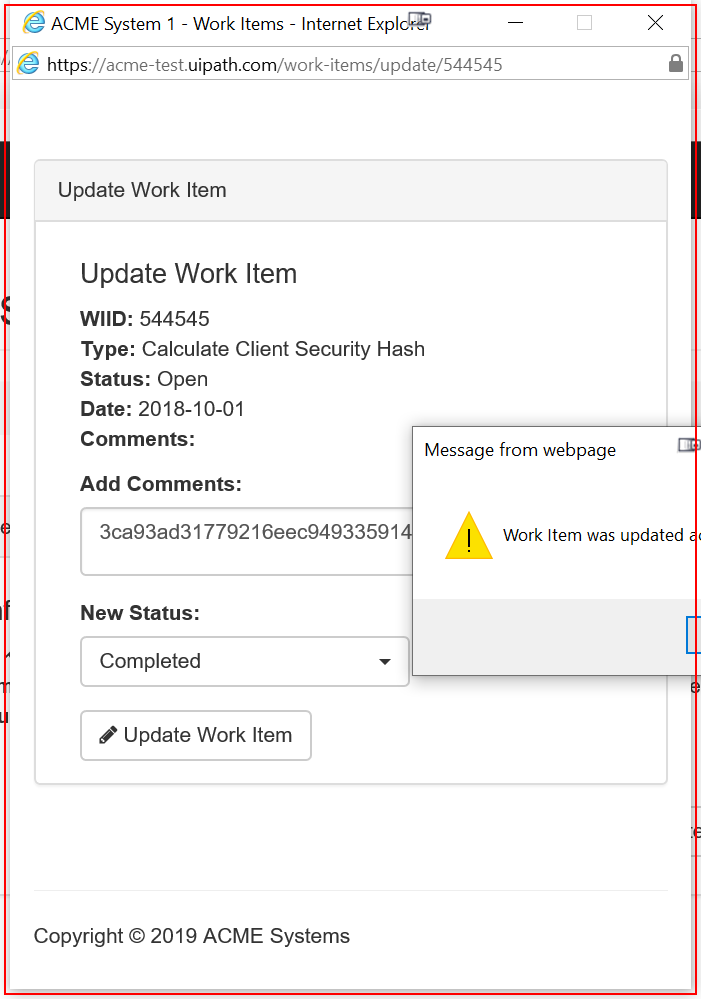 ACME System 1 - Work Items - Internet Explorer
https://acme-test.uipath.com/work-items/update/544545
Update Work Item
Update Work Item
WIID: 544545
Type: Calculate Client Security Hash
Status: Open
Date: 2018-10-01
Comments:
Message from webpage
Add Comments:
3ca93ad31779216eec949335914
Work Item was updated
New Status:
Completed
Update Work Item
Copyright © 2019 ACME Systems